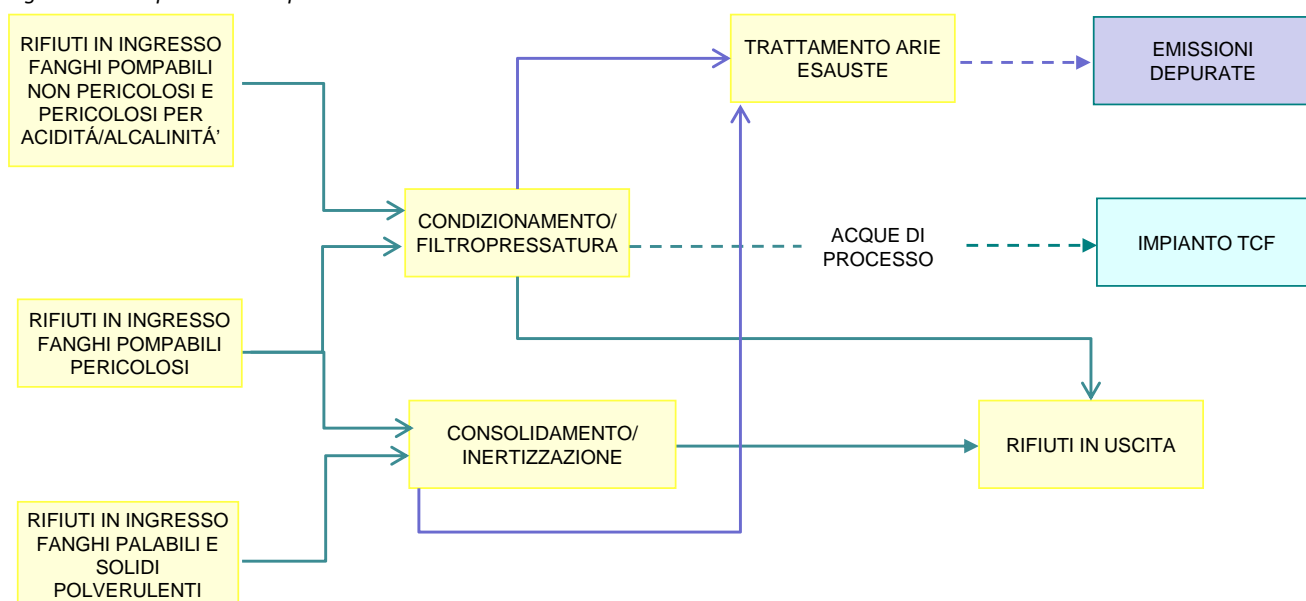 RIFIUTI IN INGRESSO
FANGHI POMPABILI
NON PERICOLOSI E
PERICOLOSI PER
ACIDITÁ/ALCALINITÁ’
TRATTAMENTO ARIE
ESAUSTE
EMISSIONI
DEPURATE
CONDIZIONAMENTO/
FILTROPRESSATURA
ACQUE DI
PROCESSO
IMPIANTO TCF
RIFIUTI IN INGRESSO
FANGHI POMPABILI
PERICOLOSI
CONSOLIDAMENTO/
INERTIZZAZIONE
RIFIUTI IN USCITA
RIFIUTI IN INGRESSO
FANGHI PALABILI E
SOLIDI
POLVERULENTI